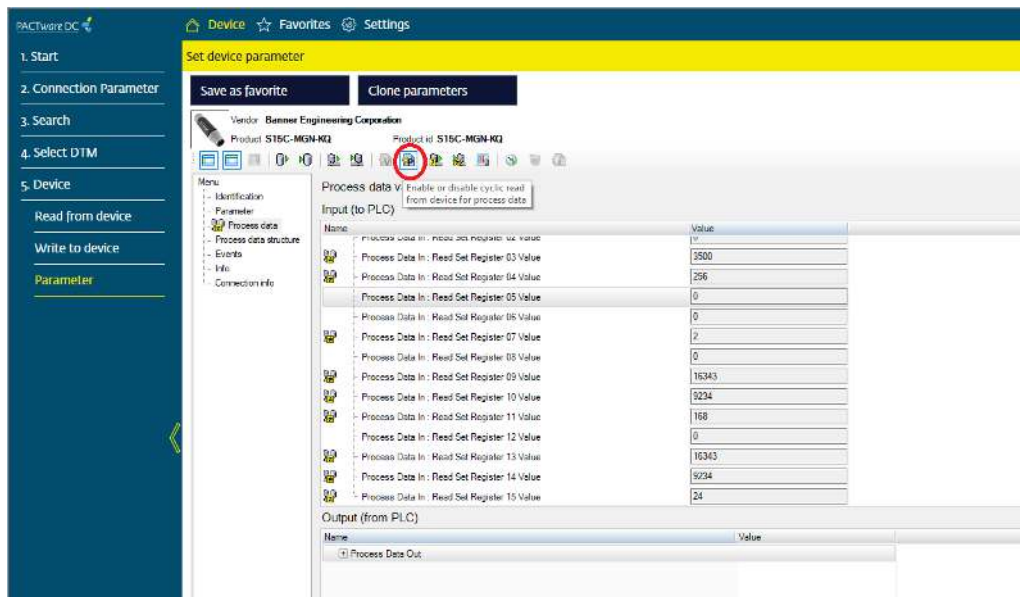 PACTware DC
Device Favorites Settings
1. Start
Set device parameter
2. Connection Parameter
Save as favorite Clone parameters
3. Search
Vendor Banner Engineering Corporation
Product S15C-MGN-KQ Product id S15C-MGN-KQ
4. Select DTM
5. Device
Read from device
Write to device
Parameter
Menu
Identification
Parameter
Process data
Process data structure
Events
Info
Connection info
Process data v
Enable or disable cyclic read
from device for process data
Input (to PLC)
Name Value
Process Data In : Read Set Register 02 Value 0
Process Data In : Read Set Register 03 Value 3500
Process Data In : Read Set Register 04 Value 256
Process Data In : Read Set Register 05 Value 0
Process Data In : Read Set Register 06 Value 0
Process Data In : Read Set Register 07 Value 2
Process Data In : Read Set Register 08 Value 0
Process Data In : Read Set Register 09 Value 16343
Process Data In : Read Set Register 10 Value 9234
Process Data In : Read Set Register 11 Value 168
Process Data In : Read Set Register 12 Value 0
Process Data In : Read Set Register 13 Value 16343
Process Data In : Read Set Register 14 Value 9234
Process Data In : Read Set Register 15 Value 24
Output (from PLC)
Name Value
Process Data Out